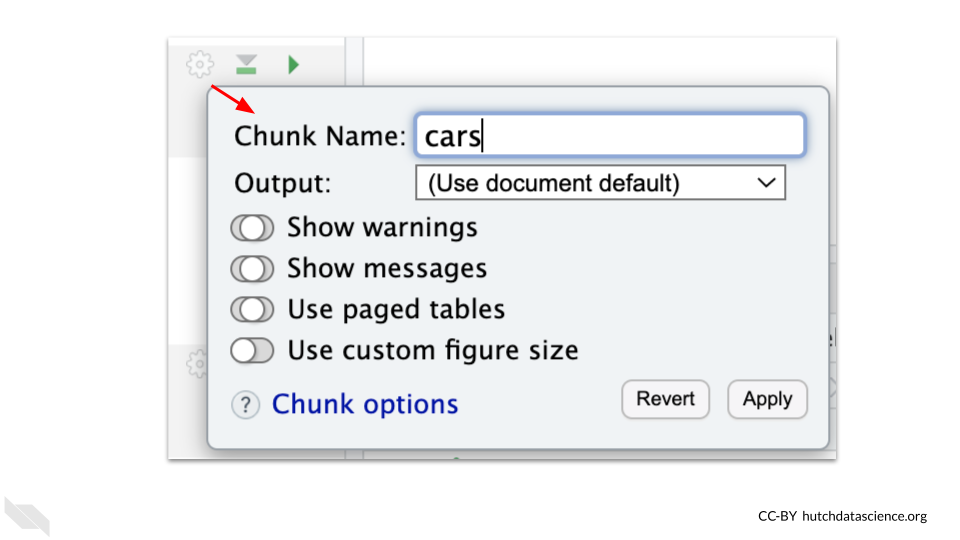 Chunk Name: cars
Output: (Use document default)
Show warnings
Show messages
Use paged tables
Use custom figure size
? Chunk options Revert Apply
CC-BY hutchdatascience.org